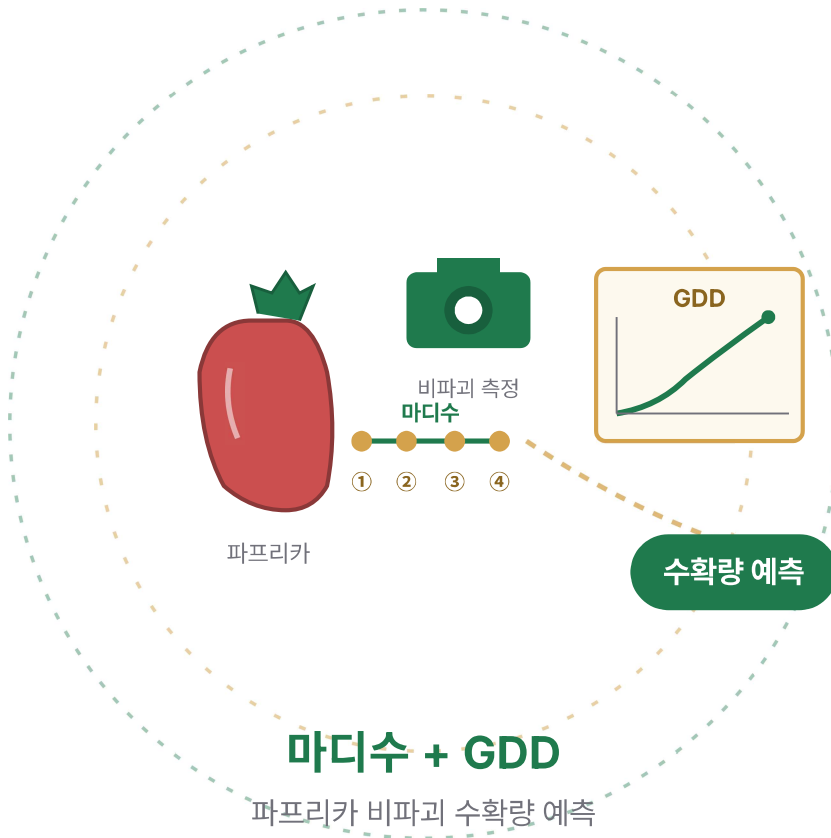 GDD
비파괴 측정
마디수
① ② ③ ④
파프리카
수확량 예측
마디수 + GDD
파프리카 비파괴 수확량 예측